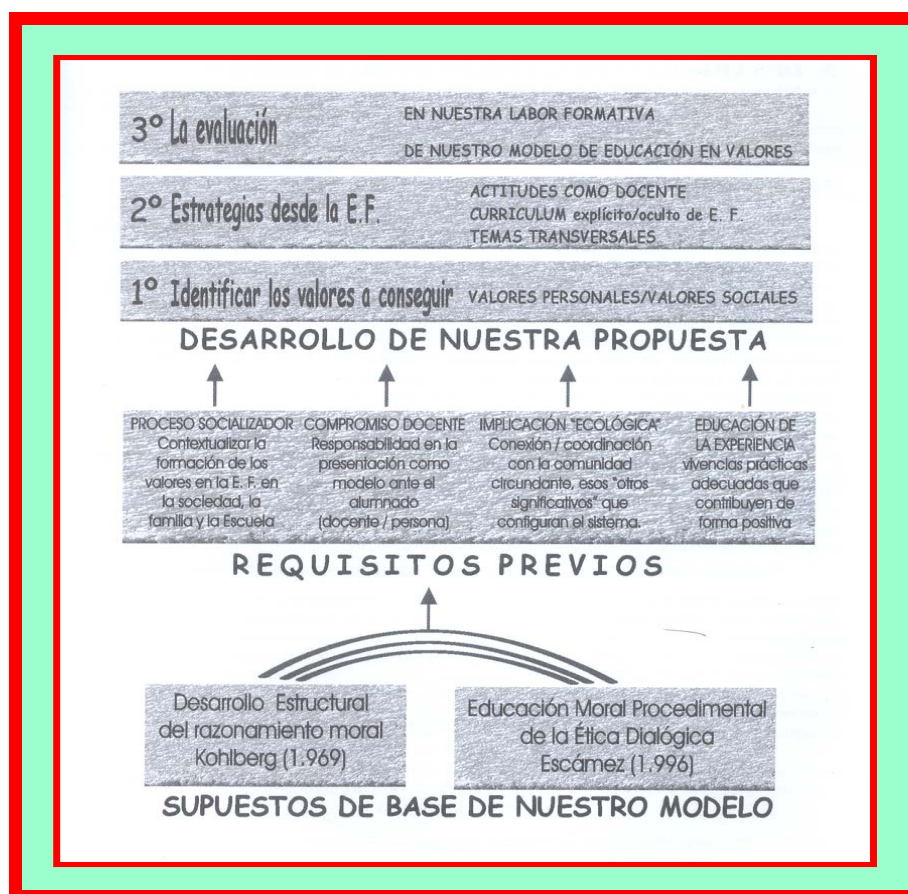 3º La evaluación
EN NUESTRA LABOR FORMATIVA
DE NUESTRO MODELO DE EDUCACIÓN EN VALORES
2º Estrategias desde la E.F.
ACTITUDES COMO DOCENTE
CURRICULUM explícito/oculto de E. F.
TEMAS TRANSVERSALES
1º Identificar los valores a conseguir
VALORES PERSONALES/VALORES SOCIALES
DESARROLLO DE NUESTRA PROPUESTA
PROCESO SOCIALIZADOR
Contextualizar la
formación de los
valores en la E. F. en
la sociedad, la
familia y la Escuela
COMPROMISO DOCENTE
Responsabilidad en la
presentación como
modelo ante el
alumnado
(docente / persona)
IMPLICACIÓN "ECOLÓGICA"
Conexión / coordinación
con la comunidad
circundante, esos "otros
significativos" que
configuran el sistema.
EDUCACIÓN DE
LA EXPERIENCIA
vivencias prácticas
adecuadas que
contribuyen de
forma positiva
REQUISITOS PREVIOS
Desarrollo Estructural
del razonamiento moral
Kohlberg (1.969)
Educación Moral Procedimental
de la Ética Dialógica
Escámez (1.996)
SUPUESTOS DE BASE DE NUESTRO MODELO